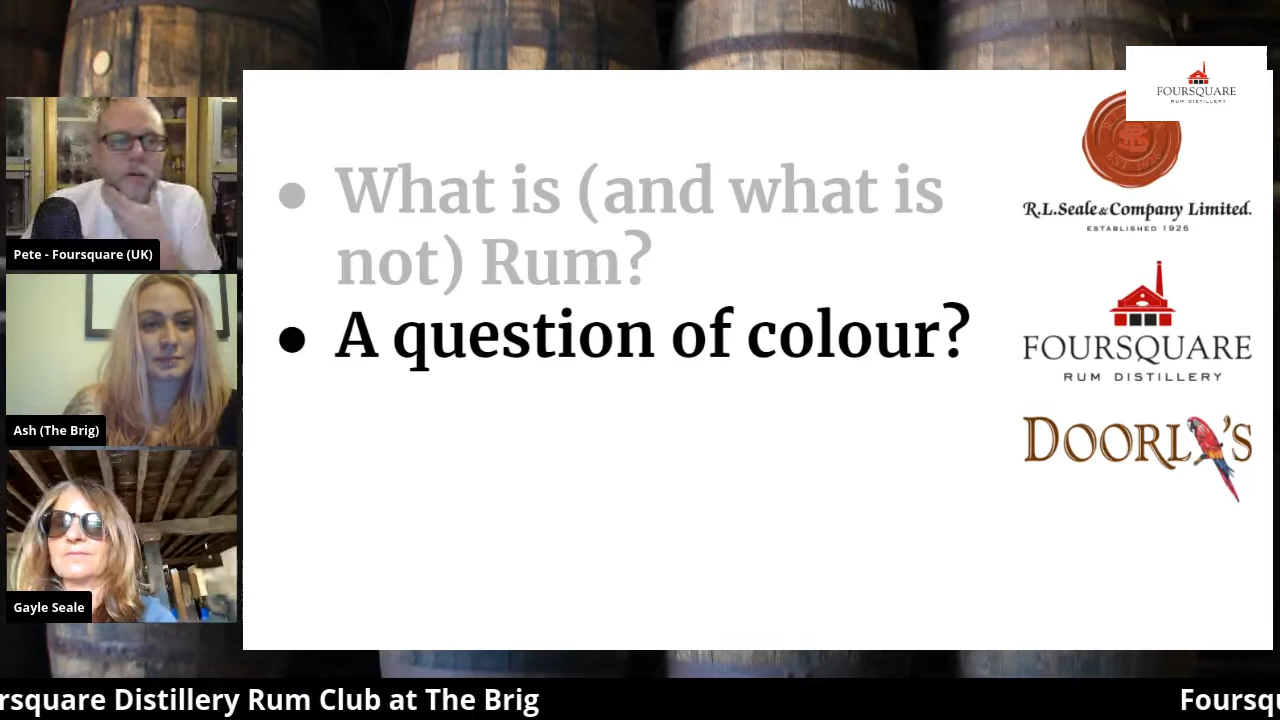 FOURSQUARE
RUM DISTILLERY
Pete - Foursquare (UK)
Ash (The Brig)
Gayle Seale
● What is (and what is
not) Rum?
● A question of colour?
R.L.Seale & Company Limited.
ESTABLISHED 1926
FOURSQUARE
RUM DISTILLERY
DOORLY'S
rsquare Distillery Rum Club at The Brig
Foursqu